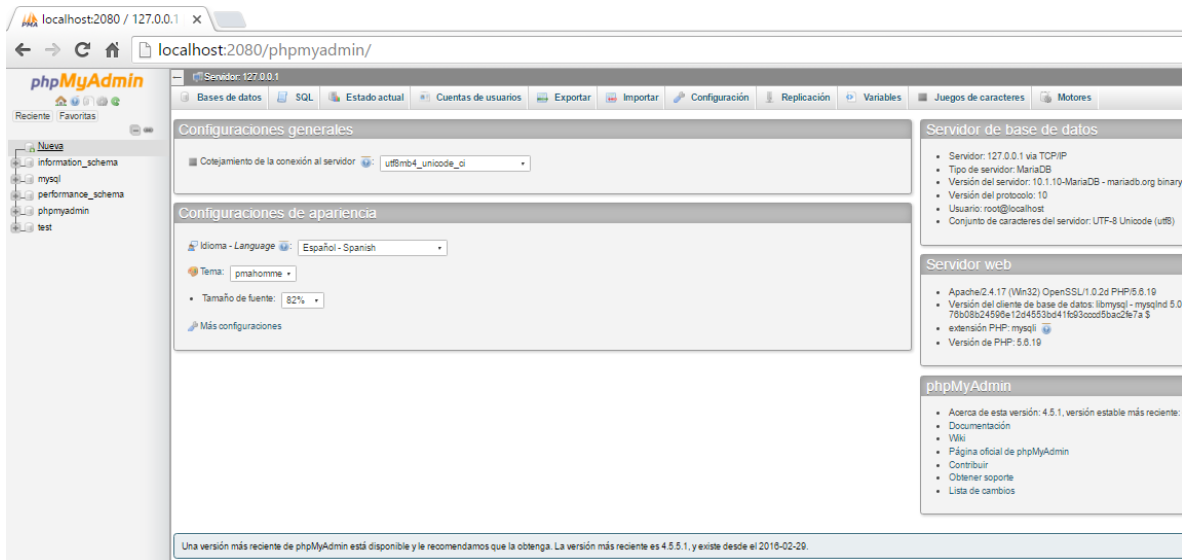 localhost:2080 / 127.0.0.1
localhost:2080/phpmyadmin/
phpMyAdmin
Reciente Favoritas
Nueva
information_schema
mysql
performance_schema
phpmyadmin
test
Servidor: 127.0.0.1
Bases de datos SQL Estado actual Cuentas de usuarios Exportar Importar Configuración Replicación Variables Juegos de caracteres Motores
Configuraciones generales
Cotejamiento de la conexión al servidor : utf8mb4_unicode_ci
Configuraciones de apariencia
Idioma - Language : Español - Spanish
Tema: pmahomme
Tamaño de fuente: 82%
Más configuraciones
Servidor de base de datos
Servidor: 127.0.0.1 via TCP/IP
Tipo de servidor: MariaDB
Versión del servidor: 10.1.10-MariaDB - mariadb.org binary
Versión del protocolo: 10
Usuario: root@localhost
Conjunto de caracteres del servidor: UTF-8 Unicode (utf8)
Servidor web
Apache/2.4.17 (Win32) OpenSSL/1.0.2d PHP/5.6.19
Versión del cliente de base de datos: libmysql - mysqlnd 5.0
$
extensión PHP: mysqli
Versión de PHP: 5.6.19
phpMyAdmin
Acerca de esta versión: 4.5.1, versión estable más reciente:
Documentación
Wiki
Página oficial de phpMyAdmin
Contribuir
Obtener soporte
Lista de cambios
Una versión más reciente de phpMyAdmin está disponible y le recomendamos que la obtenga. La versión más reciente es 4.5.5.1, y existe desde el 2016-02-29.